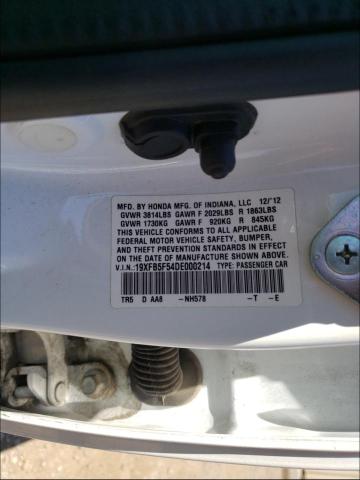 MFD. BY HONDA MFG. OF INDIANA, LLC 12/'12
GVWR 3814LBS GAWR F 2029LBS R 1863LBS
GVWR 1730KG GAWR F 920KG R 845KG
THIS VEHICLE CONFORMS TO ALL APPLICABLE
FEDERAL MOTOR VEHICLE SAFETY, BUMPER,
AND THEFT PREVENTION STANDARDS IN EFFECT
ON THE DATE OF MANUFACTURE SHOWN ABOVE.
V.I.N.:19XFB5F54DE000214 TYPE: PASSENGER CAR
TR5 D AA8 -NH578 -T -E